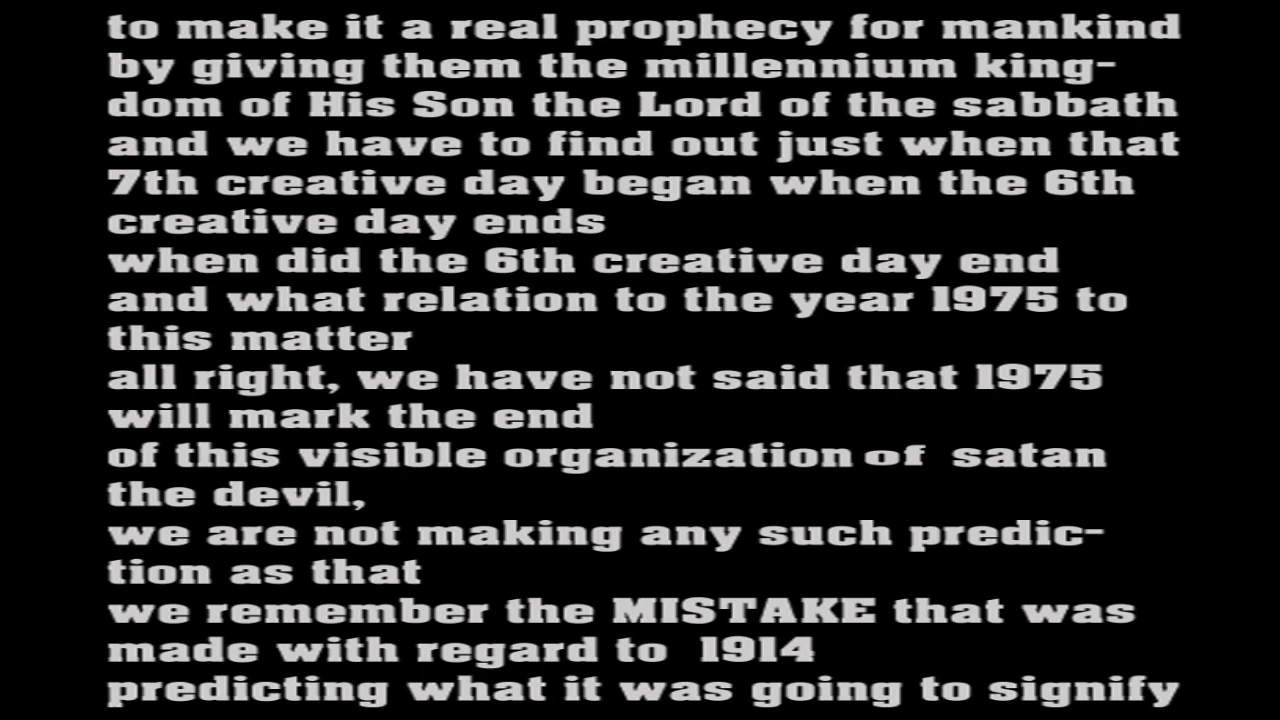 to make it a real prophecy for mankind
by giving them the millennium king-
dom of His Son the Lord of the sabbath
and we have to find out just when that
7th creative day began when the 6th
creative day ends
when did the 6th creative day end
and what relation to the year 1975 to
this matter
all right, we have not said that 1975
will mark the end
of this visible organization of satan
the devil,
we are not making any such predic-
tion as that
we remember the MISTAKE that was
made with regard to 1914
predicting what it was going to signify